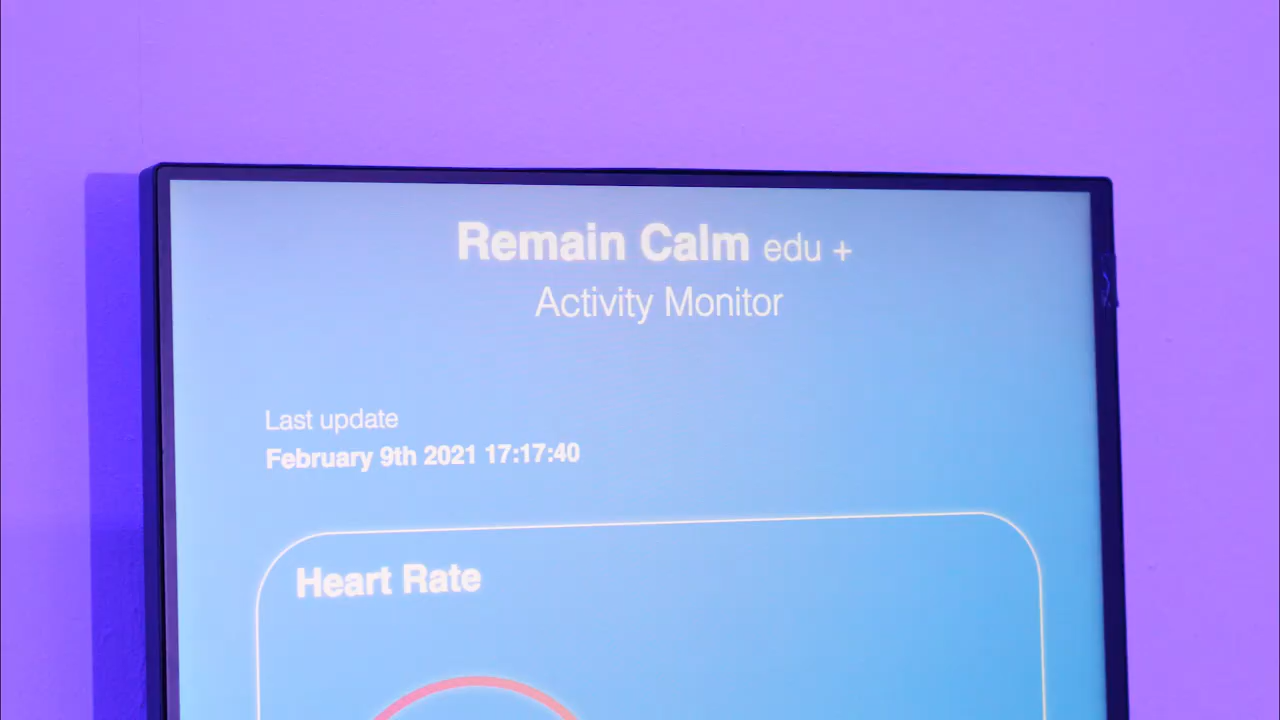 Remain Calm edu +
Activity Monitor
Last update
February 9th 2021 17:17:40
Heart Rate